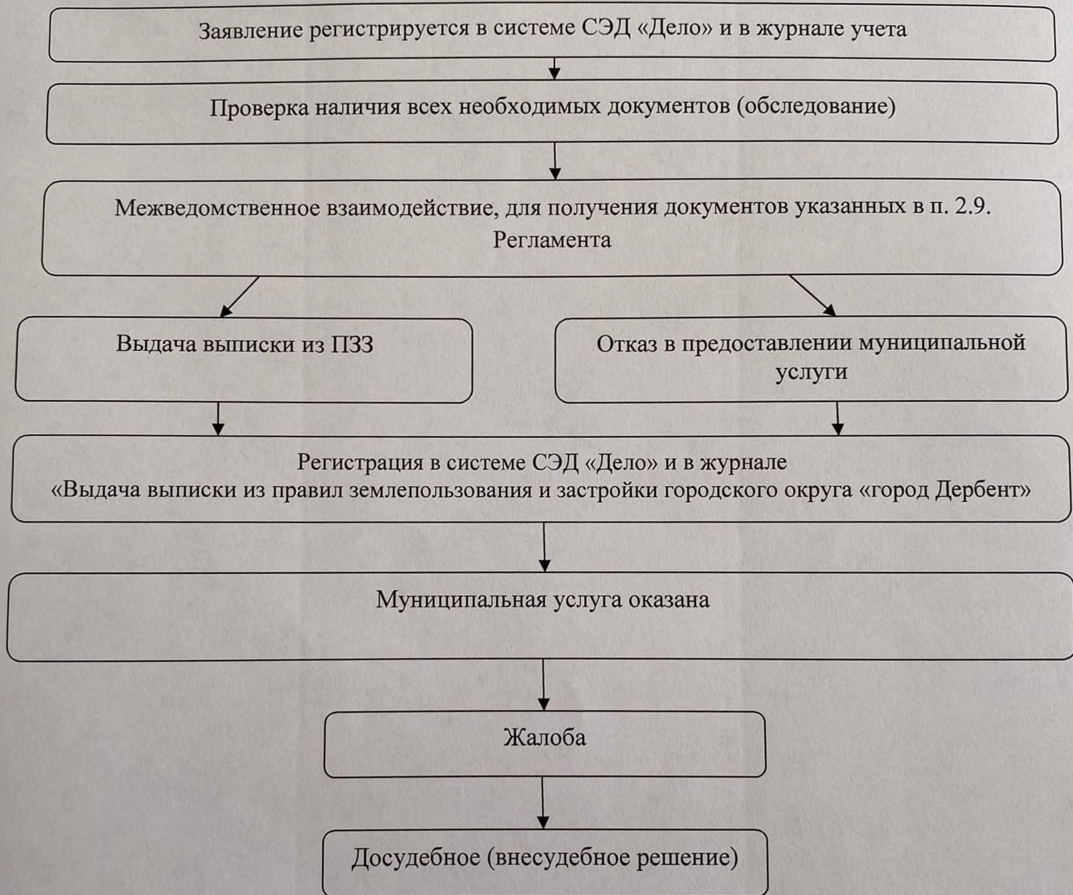 Заявление регистрируется в системе СЭД «Дело» и в журнале учета
Проверка наличия всех необходимых документов (обследование)
Межведомственное взаимодействие, для получения документов указанных в п. 2.9.
Регламента
Выдача выписки из ПЗЗ
Отказ в предоставлении муниципальной
услуги
Регистрация в системе СЭД «Дело» и в журнале
«Выдача выписки из правил землепользования и застройки городского округа «город Дербент»
Муниципальная услуга оказана
Жалоба
Досудебное (внесудебное решение)